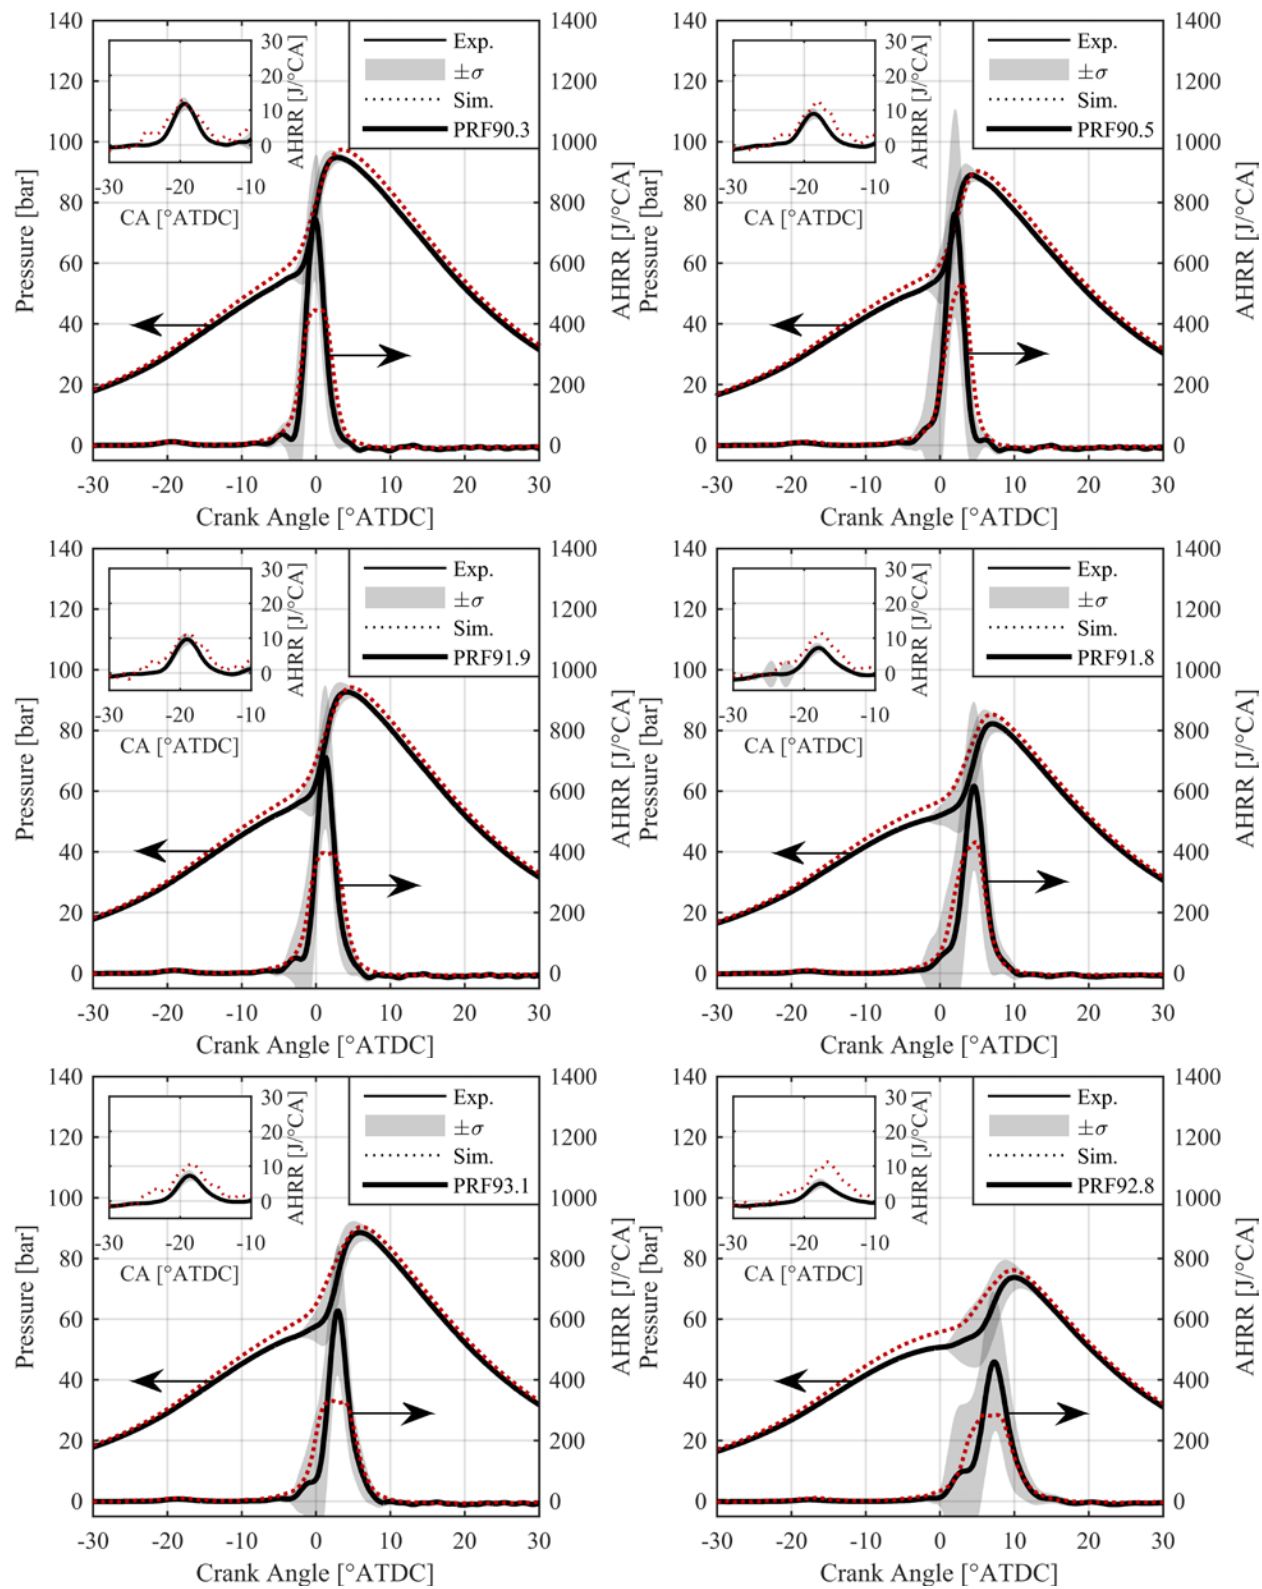 140 120 100 80 60 40 20 0
Pressure [bar]
1400 1200 1000 800 600 400 200 0
AHRR [J/°CA]
-30 -20 -10 0 10 20 30
Crank Angle [°ATDC]
30 20 10 0
AHRR [J/°CA]
-30 -20 -10
CA [°ATDC]
Exp.
±σ
Sim.
PRF90.3
140 120 100 80 60 40 20 0
Pressure [bar]
1400 1200 1000 800 600 400 200 0
AHRR [J/°CA]
-30 -20 -10 0 10 20 30
Crank Angle [°ATDC]
30 20 10 0
AHRR [J/°CA]
-30 -20 -10
CA [°ATDC]
Exp.
±σ
Sim.
PRF90.5
140 120 100 80 60 40 20 0
Pressure [bar]
1400 1200 1000 800 600 400 200 0
AHRR [J/°CA]
-30 -20 -10 0 10 20 30
Crank Angle [°ATDC]
30 20 10 0
AHRR [J/°CA]
-30 -20 -10
CA [°ATDC]
Exp.
±σ
Sim.
PRF91.9
140 120 100 80 60 40 20 0
Pressure [bar]
1400 1200 1000 800 600 400 200 0
AHRR [J/°CA]
-30 -20 -10 0 10 20 30
Crank Angle [°ATDC]
30 20 10 0
AHRR [J/°CA]
-30 -20 -10
CA [°ATDC]
Exp.
±σ
Sim.
PRF91.8
140 120 100 80 60 40 20 0
Pressure [bar]
1400 1200 1000 800 600 400 200 0
AHRR [J/°CA]
-30 -20 -10 0 10 20 30
Crank Angle [°ATDC]
30 20 10 0
AHRR [J/°CA]
-30 -20 -10
CA [°ATDC]
Exp.
±σ
Sim.
PRF93.1
140 120 100 80 60 40 20 0
Pressure [bar]
1400 1200 1000 800 600 400 200 0
AHRR [J/°CA]
-30 -20 -10 0 10 20 30
Crank Angle [°ATDC]
30 20 10 0
AHRR [J/°CA]
-30 -20 -10
CA [°ATDC]
Exp.
±σ
Sim.
PRF92.8